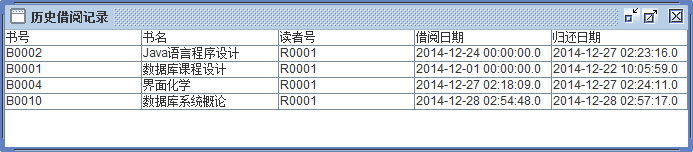 历史借阅记录
书号 书名 读者号 借阅日期 归还日期
B0002 Java语言程序设计 R0001 2014-12-24 00:00:00.0 2014-12-27 02:23:16.0
B0001 数据库课程设计 R0001 2014-12-01 00:00:00.0 2014-12-22 10:05:59.0
B0004 界面化学 R0001 2014-12-27 02:18:09.0 2014-12-27 02:24:11.0
B0010 数据库系统概论 R0001 2014-12-28 02:54:48.0 2014-12-28 02:57:17.0